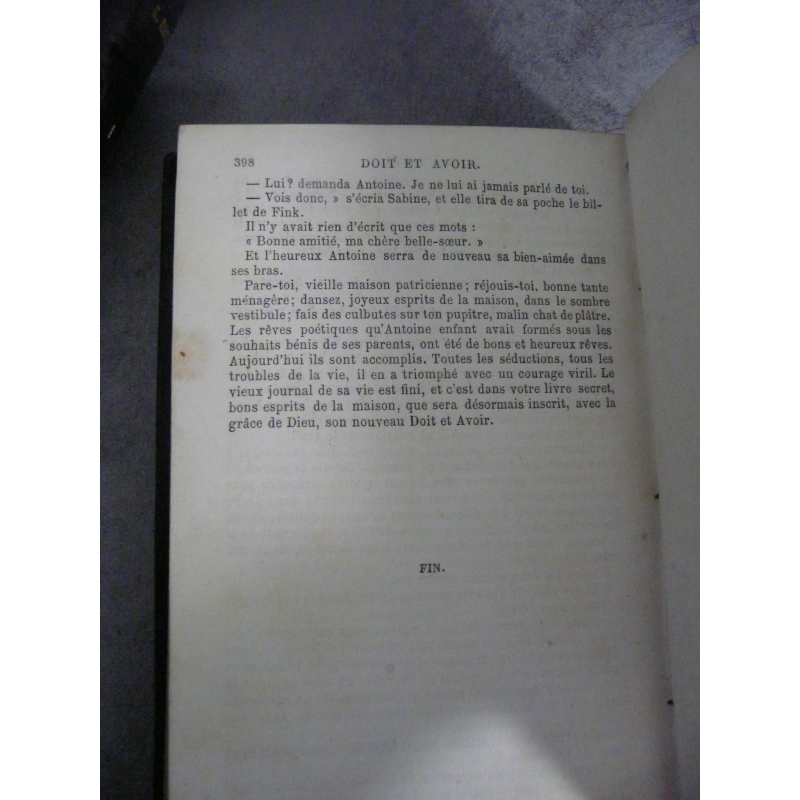 398 DOIT ET AVOIR.
— Lui? demanda Antoine. Je ne lui ai jamais parlé de toi.
— Vois donc, » s'écria Sabine, et elle tira de sa poche le bil-
let de Fink.
Il n'y avait rien d'écrit que ces mots :
« Bonne amitié, ma chère belle-sœur. »
Et l'heureux Antoine serra de nouveau sa bien-aimée dans
ses bras.
Pare-toi, vieille maison patricienne; réjouis-toi, bonne tante
ménagère; dansez, joyeux esprits de la maison, dans le sombre
vestibule; fais des culbutes sur ton pupitre, malin chat de plâtre.
Les rêves poétiques qu'Antoine enfant avait formés sous les
souhaits bénis de ses parents, ont été de bons et heureux rêves.
Aujourd'hui ils sont accomplis. Toutes les séductions, tous les
troubles de la vie, il en a triomphé avec un courage viril. Le
vieux journal de sa vie est fini, et c'est dans votre livre secret,
bons esprits de la maison, que sera désormais inscrit, avec la
grâce de Dieu, son nouveau Doit et Avoir.
FIN.